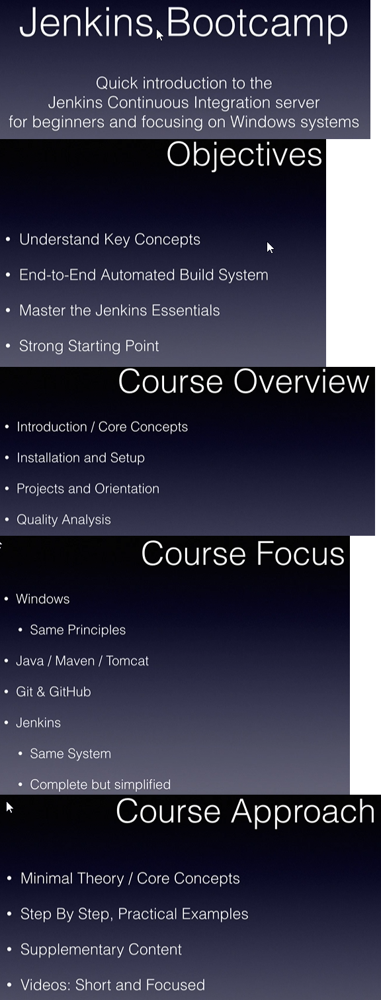 Jenkins Bootcamp
Quick introduction to the
Jenkins Continuous Integration server
for beginners and focusing on Windows systems
Objectives
• Understand Key Concepts
• End-to-End Automated Build System
• Master the Jenkins Essentials
• Strong Starting Point
Course Overview
• Introduction / Core Concepts
• Installation and Setup
• Projects and Orientation
• Quality Analysis
Course Focus
• Windows
• Same Principles
• Java / Maven / Tomcat
• Git & GitHub
• Jenkins
• Same System
• Complete but simplified
Course Approach
• Minimal Theory / Core Concepts
• Step By Step, Practical Examples
• Supplementary Content
• Videos: Short and Focused